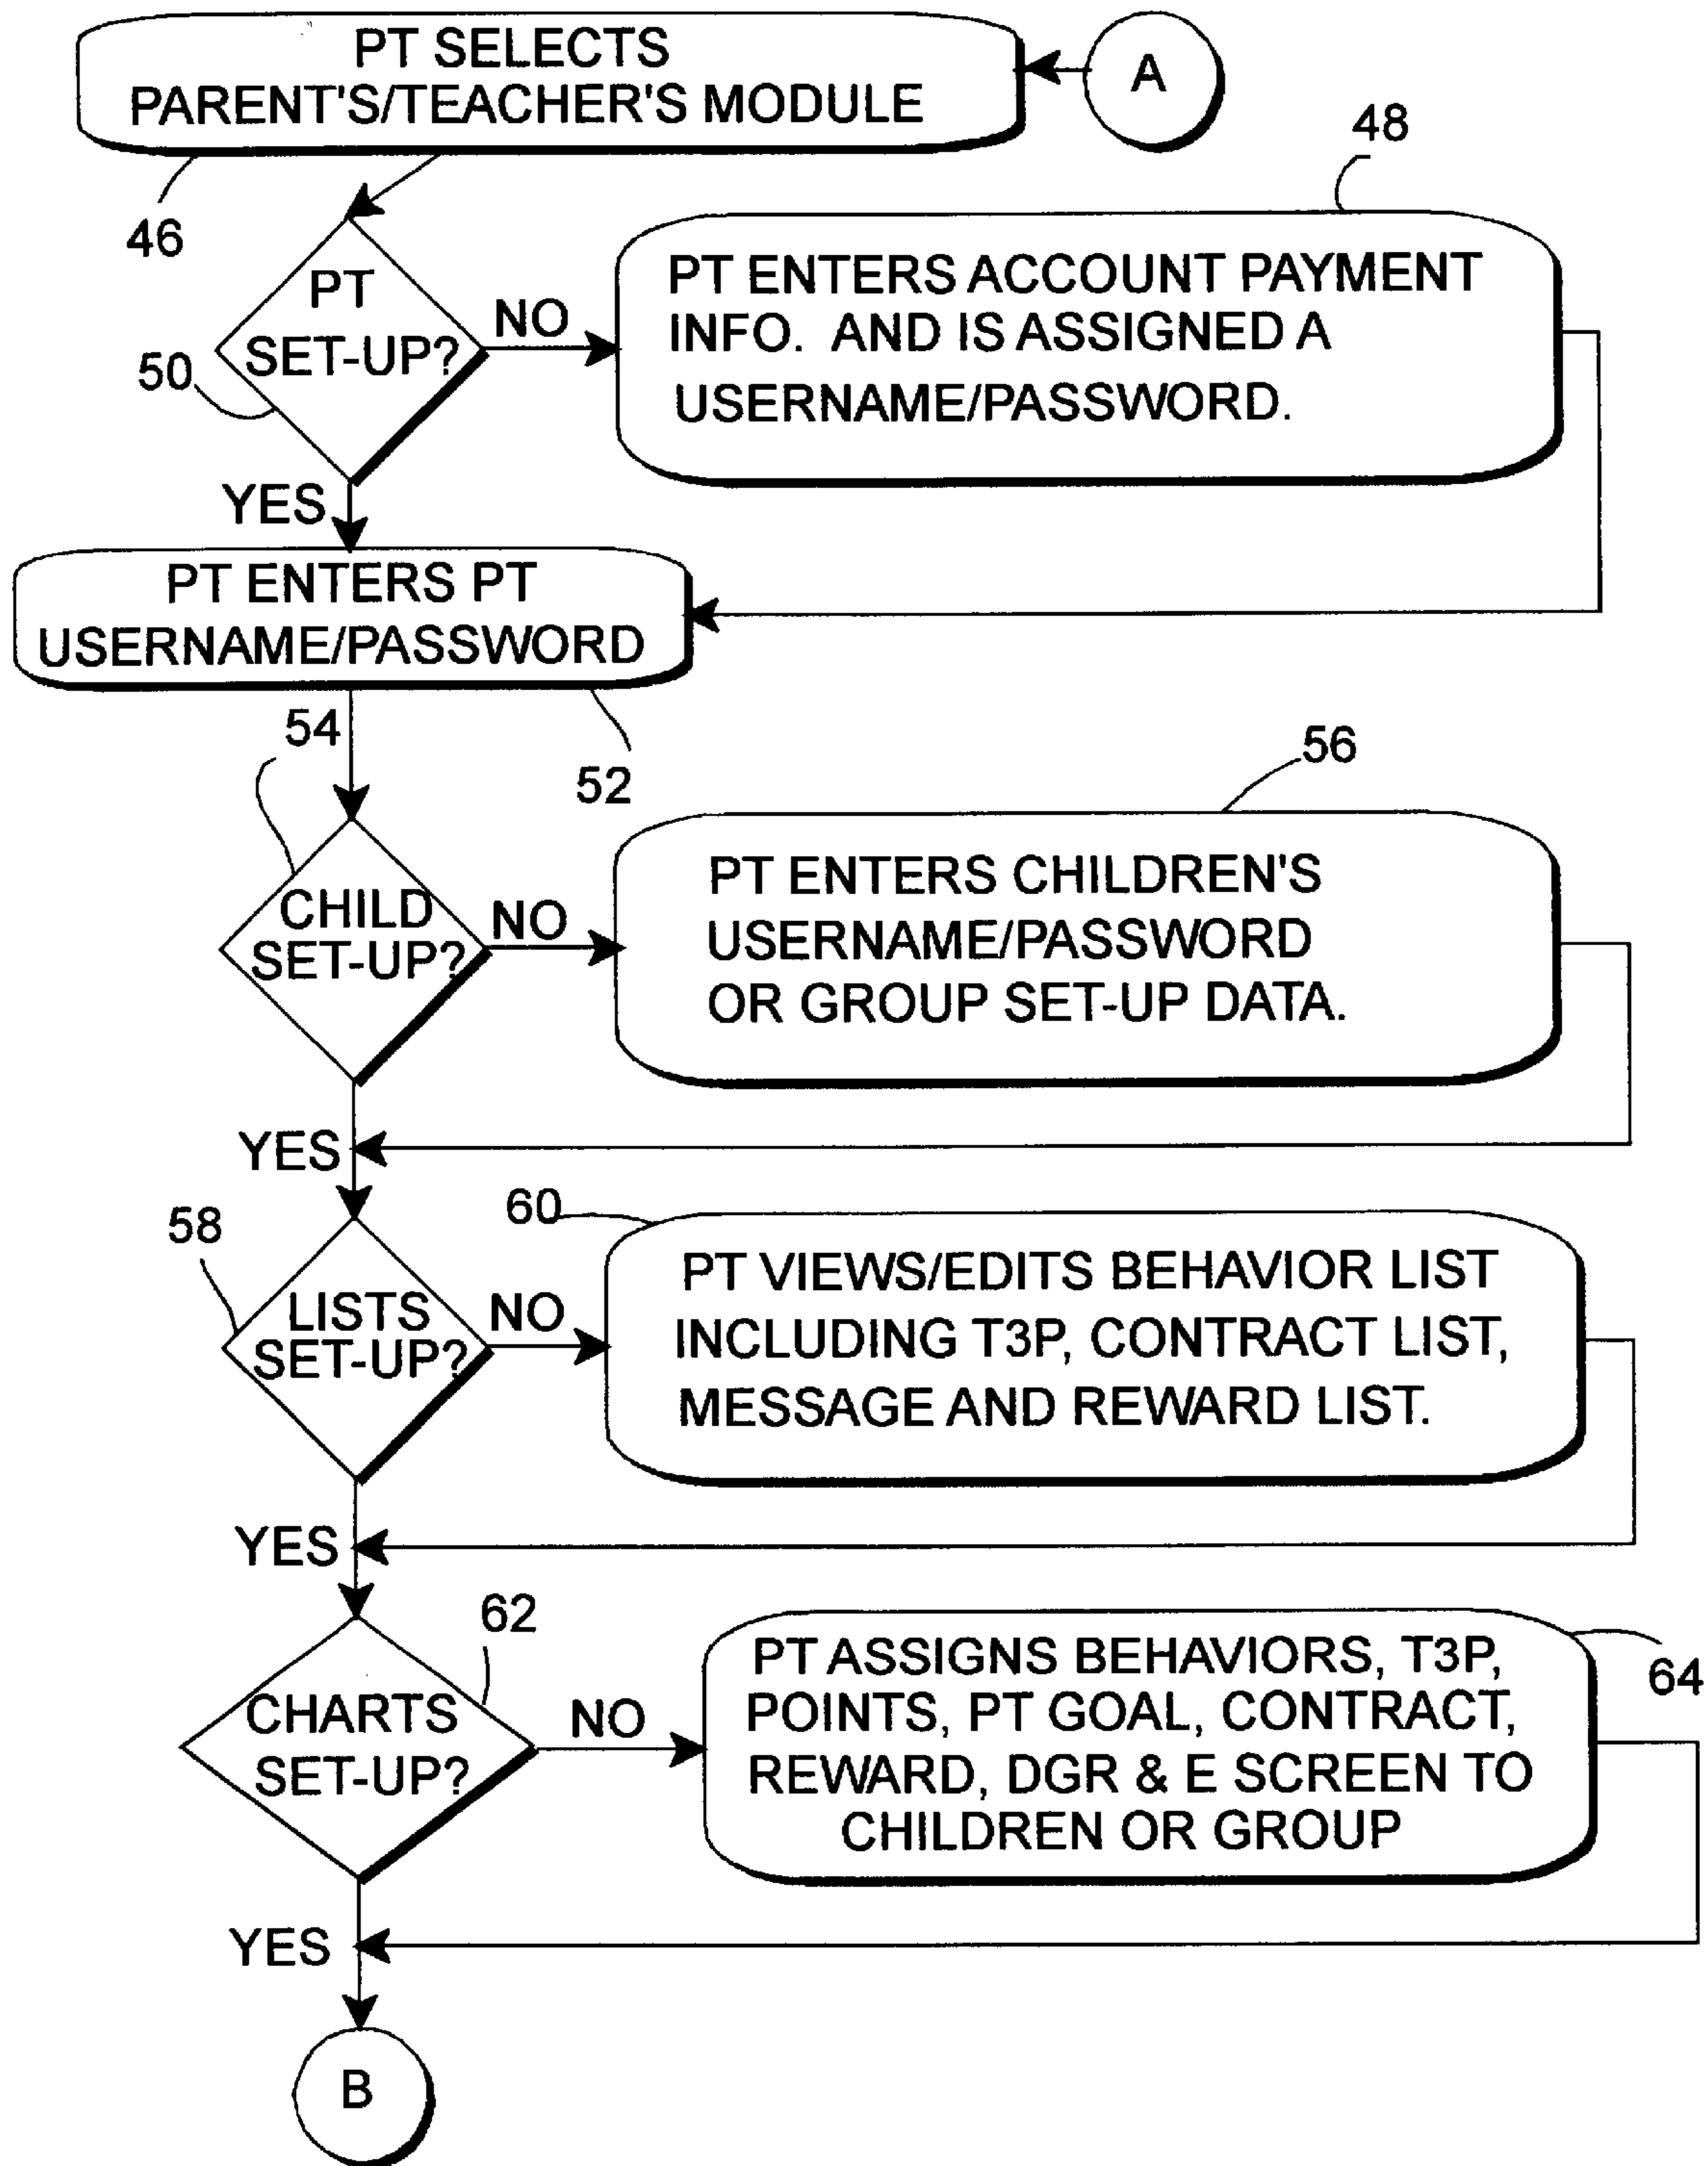 PT SELECTS
PARENT'S/TEACHER'S MODULE
A
46
48
PT
SET-UP?
50
NO
PT ENTERS ACCOUNT PAYMENT
INFO. AND IS ASSIGNED A
USERNAME/PASSWORD.
YES
PT ENTERS PT
USERNAME/PASSWORD
52
54
CHILD
SET-UP?
NO
56
PT ENTERS CHILDREN'S
USERNAME/PASSWORD
OR GROUP SET-UP DATA.
YES
58
LISTS
SET-UP?
NO
60
PT VIEWS/EDITS BEHAVIOR LIST
INCLUDING T3P, CONTRACT LIST,
MESSAGE AND REWARD LIST.
YES
62
CHARTS
SET-UP?
NO
PT ASSIGNS BEHAVIORS, T3P,
POINTS, PT GOAL, CONTRACT,
REWARD, DGR & E SCREEN TO
CHILDREN OR GROUP
64
YES
B